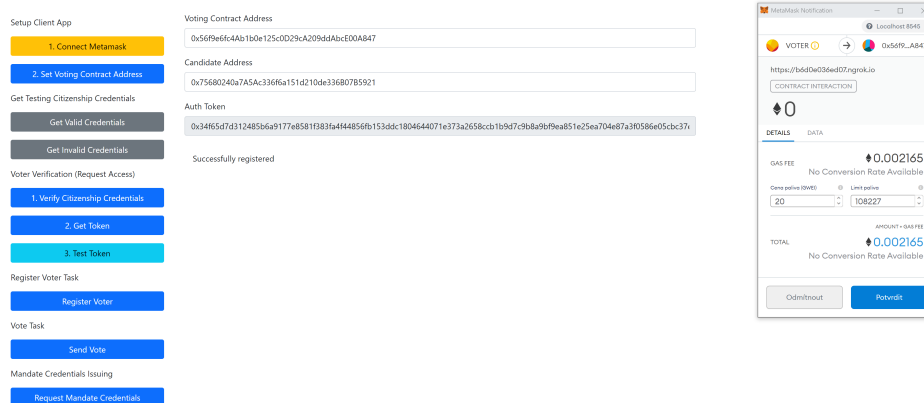 Setup Client App
1. Connect Metamask
2. Set Voting Contract Address
Get Testing Citizenship Credentials
Get Valid Credentials
Get Invalid Credentials
Voter Verification (Request Access)
1. Verify Citizenship Credentials
2. Get Token
3. Test Token
Register Voter Task
Register Voter
Vote Task
Send Vote
Mandate Credentials Issuing
Request Mandate Credentials
Voting Contract Address
0x56f9e6fc4Ab1b0e125c0D29cA209ddAbcE00A847
Candidate Address
0x75680240a7A5Ac336f6a151d210de336B07B5921
Auth Token
0x34f65d7d312485b6a9177e8581f383fa4f44856fb153ddc1804644071e373a2658ccb1b9d7c9b8a9bf9ea851e25ea704e87a3f0586e05cbc37
Successfully registered
MetaMask Notification
Localhost 8545
VOTER
0x56f9...A847
https://b6d0e036ed07.ngrok.io
CONTRACT INTERACTION
0
DETAILS DATA
GAS FEE
0.002165
No Conversion Rate Available
Cena paliva (GWEI) Limit paliva
20 108227
AMOUNT + GAS FEE
TOTAL
0.002165
No Conversion Rate Available
Odmítnout Potvrdit